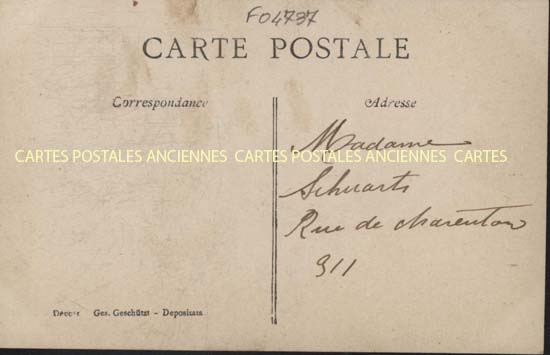 F04737
CARTE POSTALE
Correspondance
Adresse
Madame
CARTES POSTALES ANCIENNES CARTES POSTALES ANCIENNES CARTES
Schwarts
Rue de charenton
311
Ges. Geschützt - Depositata